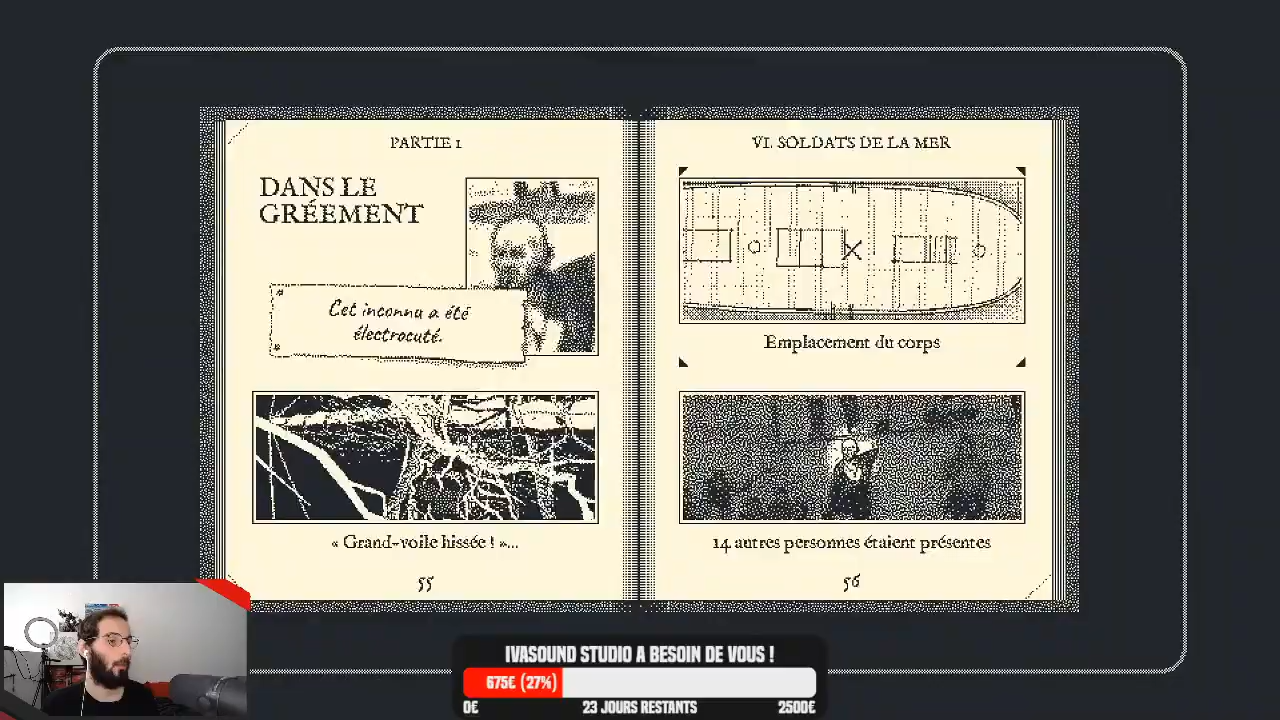 PARTIE 1
DANS LE
GRÉEMENT
Cet inconnu a été
électrocuté.
« Grand-voile hissée ! »...
55
VI. SOLDATS DE LA MER
Emplacement du corps
14 autres personnes étaient présentes
56
IVASOUND STUDIO A BESOIN DE VOUS !
675€ (27%)
0€ 23 JOURS RESTANTS 2500€